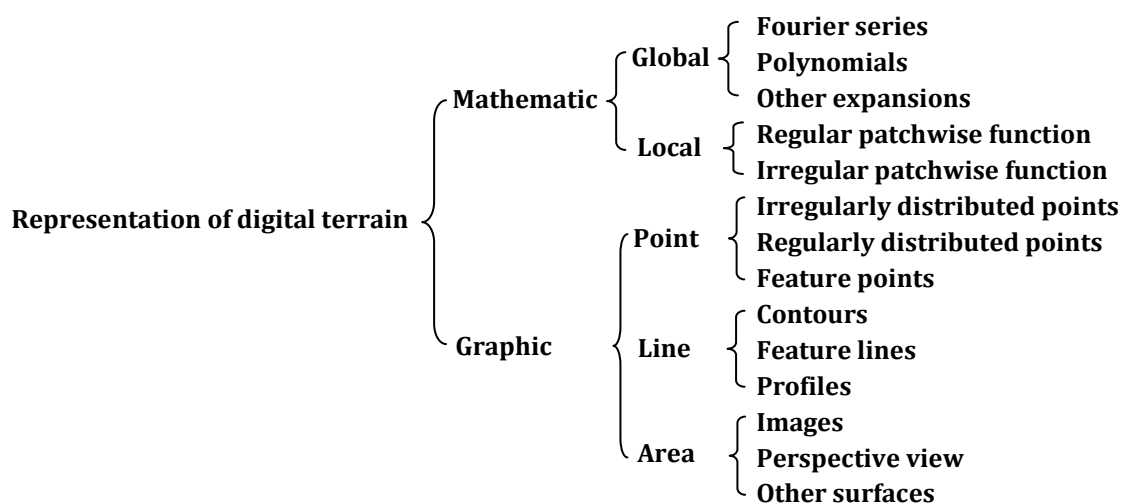 Representation of digital terrain
Mathematic
Global
Fourier series
Polynomials
Other expansions
Local
Regular patchwise function
Irregular patchwise function
Graphic
Point
Irregularly distributed points
Regularly distributed points
Feature points
Line
Contours
Feature lines
Profiles
Area
Images
Perspective view
Other surfaces